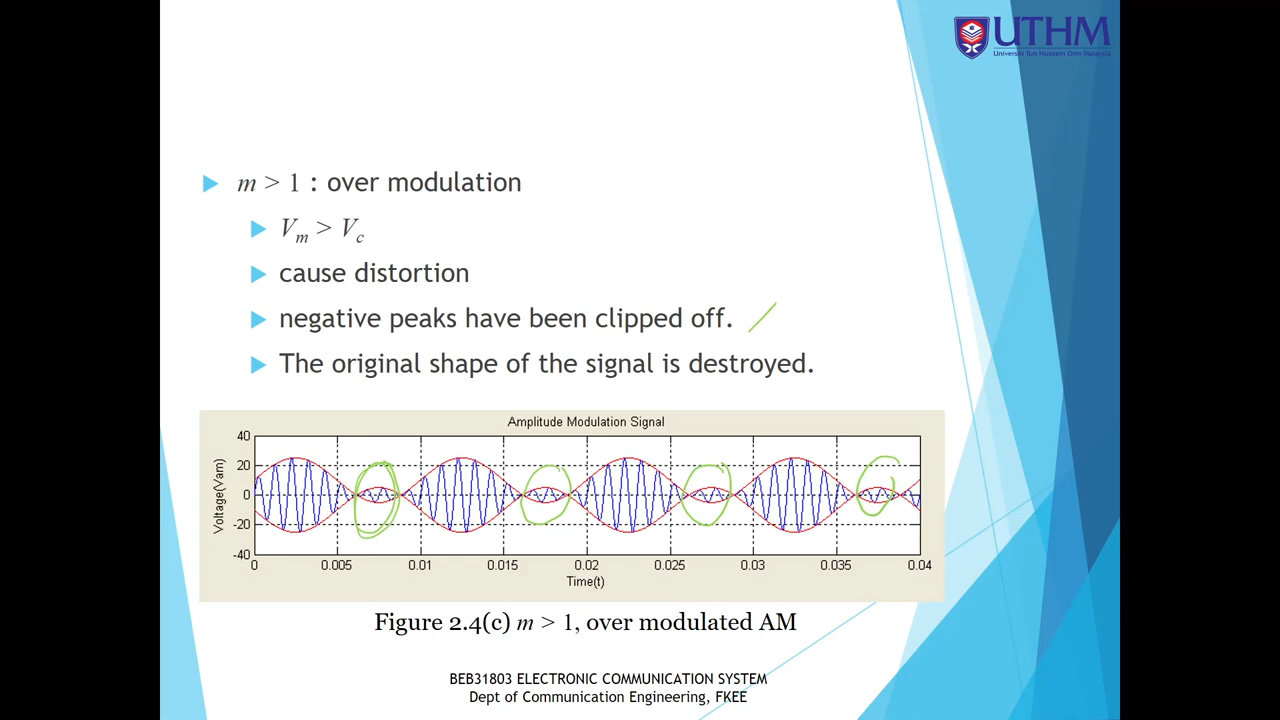 UTHM
Universiti Tun Hussein Onn Malaysia
m > 1 : over modulation
Vm > Vc
cause distortion
negative peaks have been clipped off.
The original shape of the signal is destroyed.
Amplitude Modulation Signal
Voltage(Vam)
40
20
0
-20
-40
0 0.005 0.01 0.015 0.02 0.025 0.03 0.035 0.04
Time(t)
Figure 2.4(c) m > 1, over modulated AM
BEB31803 ELECTRONIC COMMUNICATION SYSTEM
Dept of Communication Engineering, FKEE